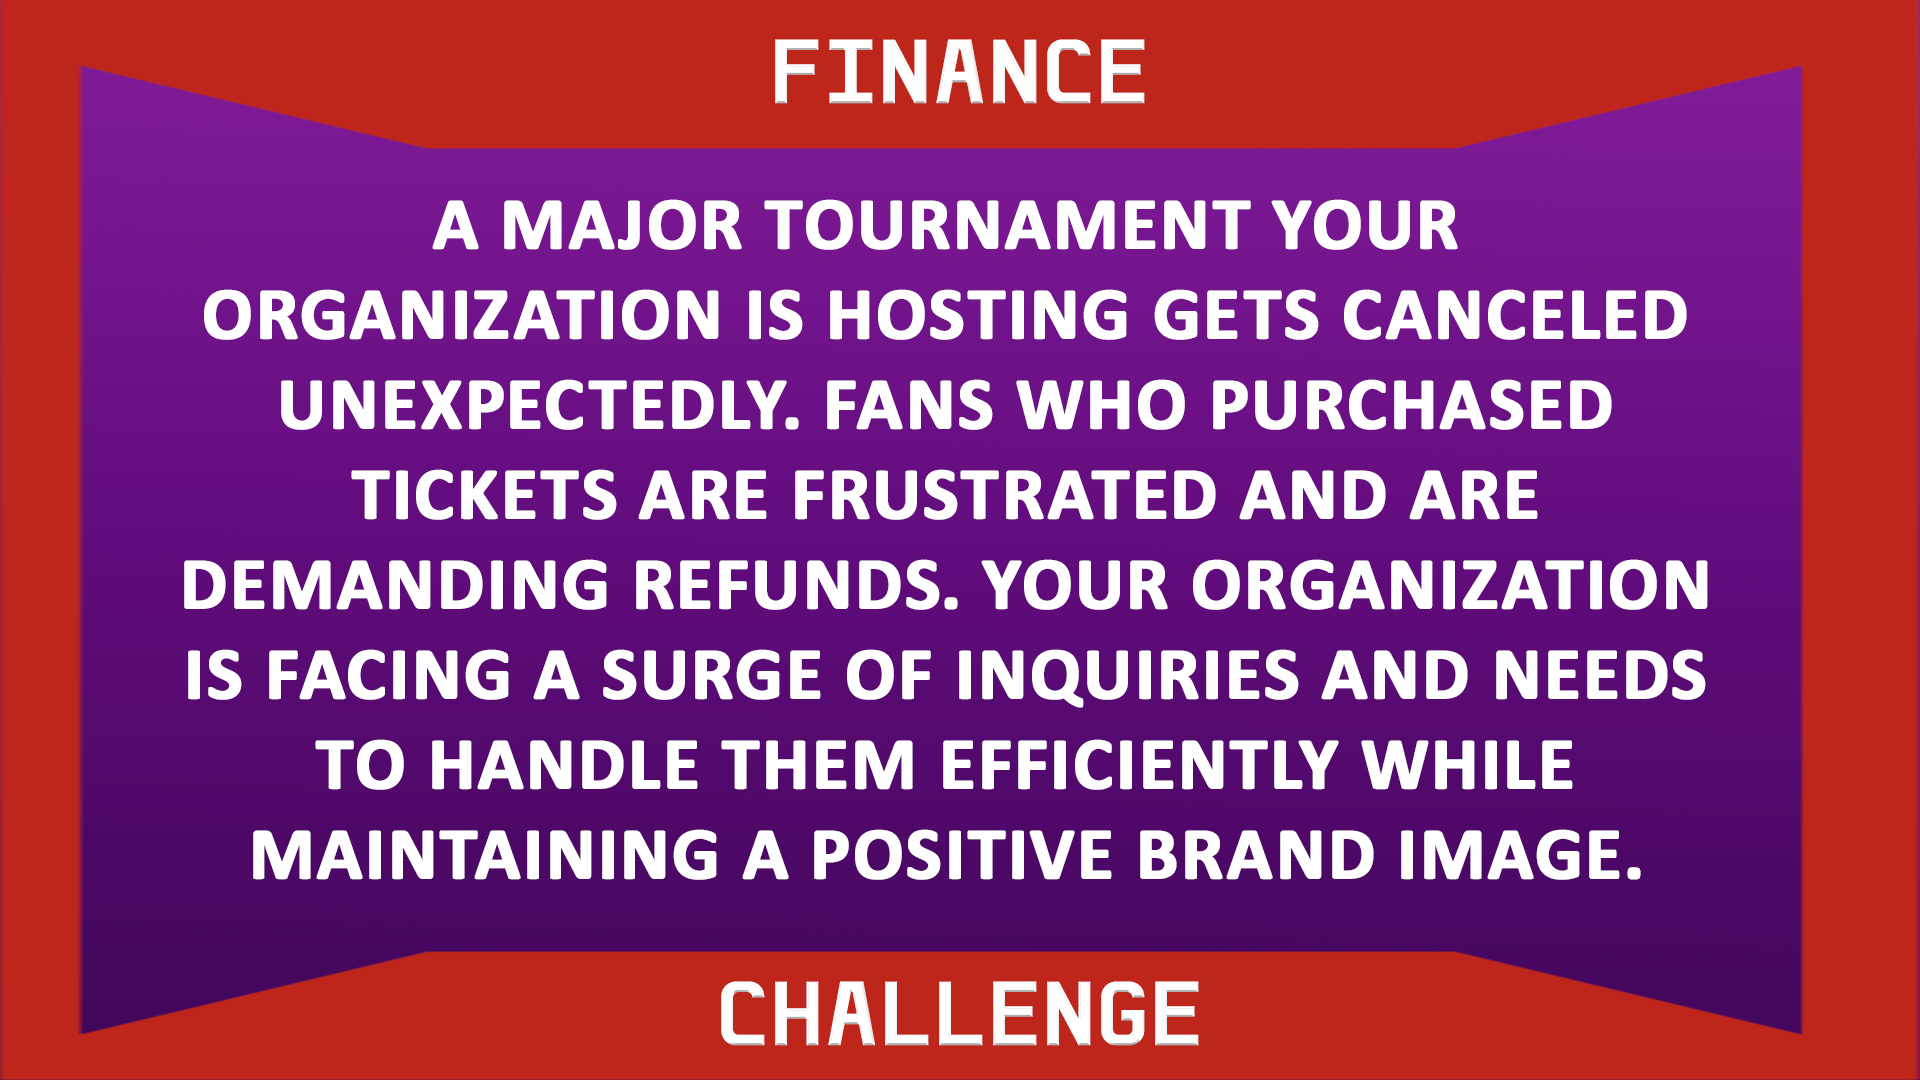 FINANCE
A MAJOR TOURNAMENT YOUR
ORGANIZATION IS HOSTING GETS CANCELED
UNEXPECTEDLY. FANS WHO PURCHASED
TICKETS ARE FRUSTRATED AND ARE
DEMANDING REFUNDS. YOUR ORGANIZATION
IS FACING A SURGE OF INQUIRIES AND NEEDS
TO HANDLE THEM EFFICIENTLY WHILE
MAINTAINING A POSITIVE BRAND IMAGE.
CHALLENGE